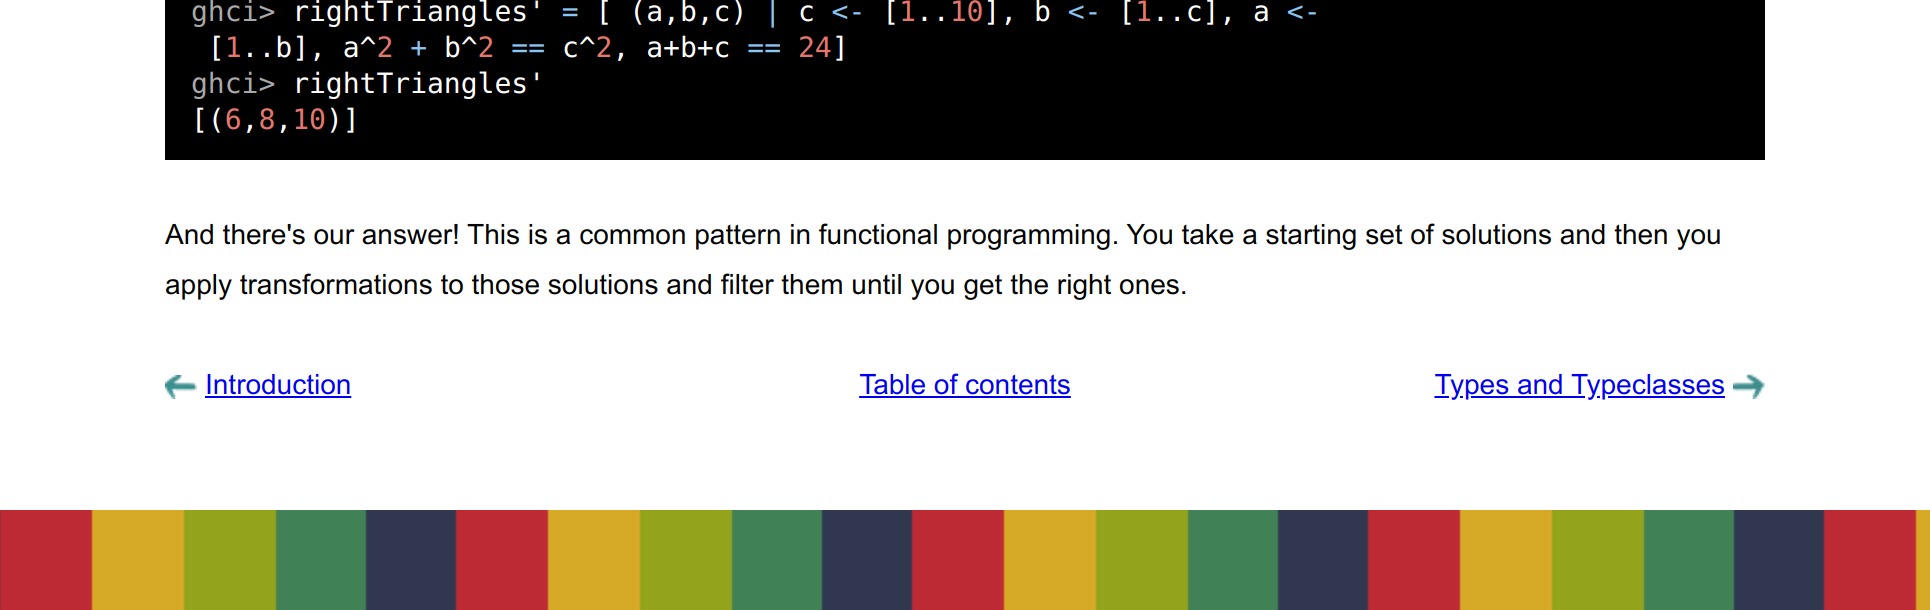 ghci> rightTriangles' = [ (a,b,c) | c <- [1..10], b <- [1..c], a <-
[1..b], a^2 + b^2 == c^2, a+b+c == 24]
ghci> rightTriangles'
[(6,8,10)]
And there's our answer! This is a common pattern in functional programming. You take a starting set of solutions and then you
apply transformations to those solutions and filter them until you get the right ones.
Introduction
Table of contents
Types and Typeclasses